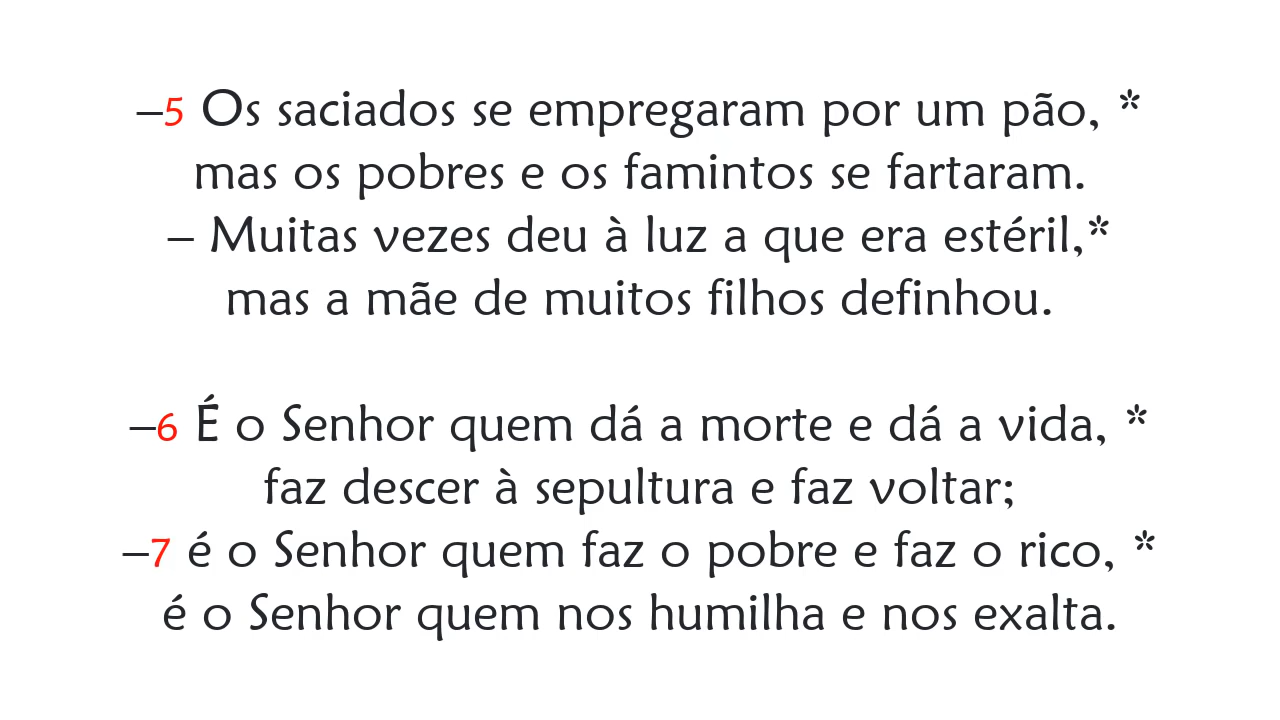 –5 Os saciados se empregaram por um pão, *
mas os pobres e os famintos se fartaram.
– Muitas vezes deu à luz a que era estéril,*
mas a mãe de muitos filhos definhou.
–6 É o Senhor quem dá a morte e dá a vida, *
faz descer à sepultura e faz voltar;
–7 é o Senhor quem faz o pobre e faz o rico, *
é o Senhor quem nos humilha e nos exalta.